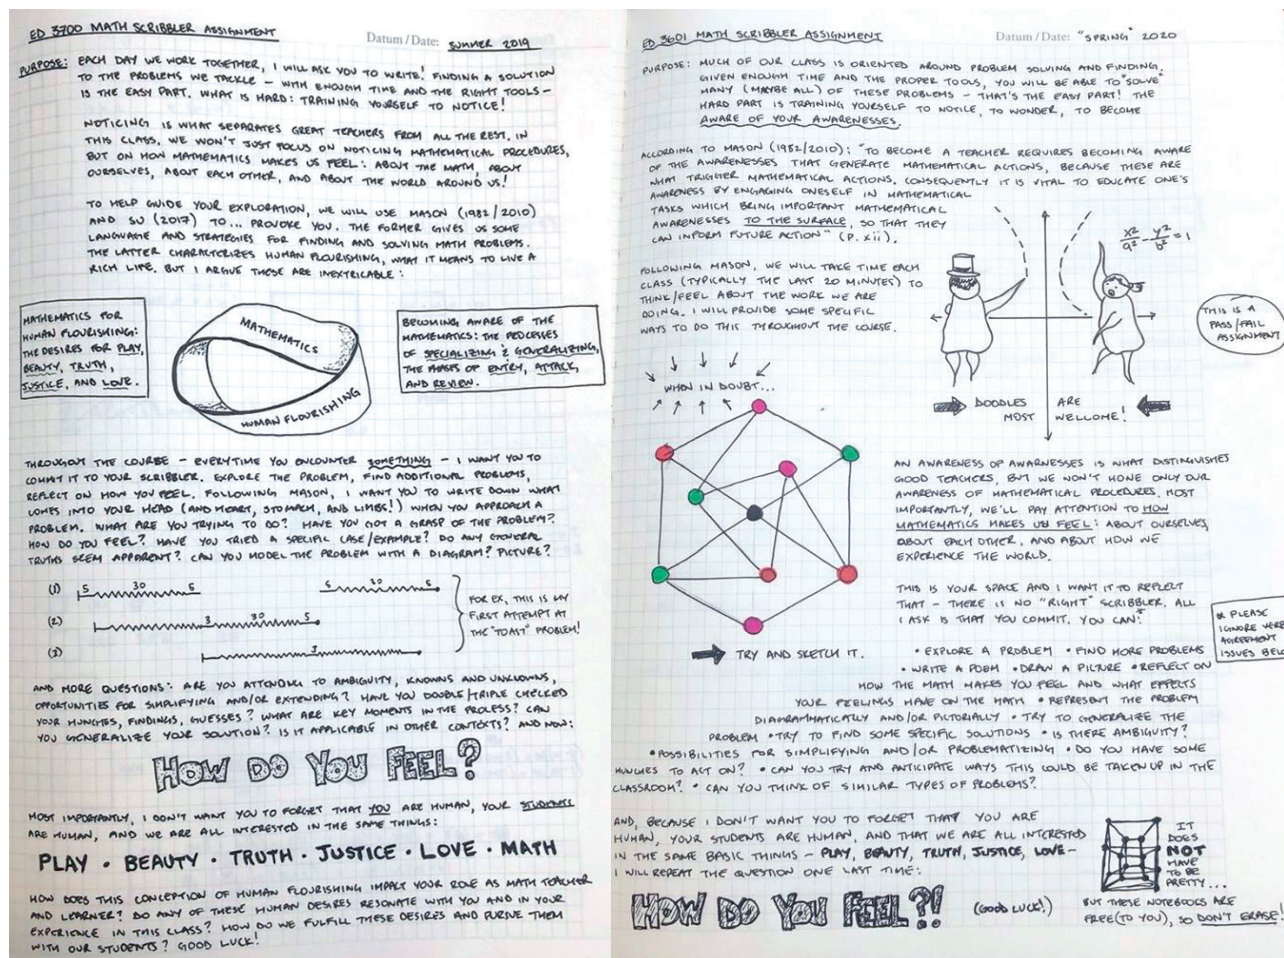 ED 3700 MATH SCRIBBLER ASSIGNMENT
Datum/Date: SUMMER 2019
PURPOSE: EACH DAY WE WORK TOGETHER, I WILL ASK YOU TO WRITE! FINDING A SOLUTION
TO THE PROBLEMS WE TACKLE - WITH ENOUGH TIME AND THE RIGHT TOOLS -
IS THE EASY PART. WHAT IS HARD: TRAINING YOURSELF TO NOTICE!
NOTICING IS WHAT SEPARATES GREAT TEACHERS FROM ALL THE REST. IN
THIS CLASS, WE WON'T JUST FOCUS ON NOTICING MATHEMATICAL PROCEDURES,
BUT ON HOW MATHEMATICS MAKES US FEEL: ABOUT THE MATH, ABOUT
OURSELVES, ABOUT EACH OTHER, AND ABOUT THE WORLD AROUND US!
TO HELP GUIDE YOUR EXPLORATION, WE WILL USE MASON (1982/2010)
AND SU (2017) TO... PROVOKE YOU. THE FORMER GIVES US SOME
LANGUAGE AND STRATEGIES FOR FINDING AND SOLVING MATH PROBLEMS.
THE LATTER CHARACTERIZES HUMAN FLOURISHING, WHAT IT MEANS TO LIVE A
RICH LIFE. BUT I ARGUE THESE ARE INEXTRICABLE:
MATHEMATICS FOR
HUMAN FLOURISHING:
THE DESIRES FOR PLAY,
BEAUTY, TRUTH,
JUSTICE, AND LOVE.
MATHEMATICS
HUMAN FLOURISHING
BECOMING AWARE OF THE
MATHEMATICS: THE PROCESSES
OF SPECIALIZING & GENERALIZING,
THE PHASES OF ENTRY, ATTACK,
AND REVIEW.
THROUGHOUT THE COURSE - EVERYTIME YOU ENCOUNTER SOMETHING - I WANT YOU TO
COMMIT IT TO YOUR SCRIBBLER. EXPLORE THE PROBLEM, FIND ADDITIONAL PROBLEMS,
REFLECT ON HOW YOU FEEL. FOLLOWING MASON, I WANT YOU TO WRITE DOWN WHAT
COMES INTO YOUR HEAD (AND HEART, STOMACH, AND LIMBS!) WHEN YOU APPROACH A
PROBLEM. WHAT ARE YOU TRYING TO DO? HAVE YOU GOT A GRASP OF THE PROBLEM?
HOW DO YOU FEEL? HAVE YOU TRIED A SPECIAL CASE/EXAMPLE? DO ANY GENERAL
TRUTHS SEEM APPARENT? CAN YOU MODEL THE PROBLEM WITH A DIAGRAM? PICTURE?
(1) 5 30 5
(2) 3 30 5
(3) 3
FOR EX, THIS IS MY
FIRST ATTEMPT AT
THE "TOAST" PROBLEM!
AND MORE QUESTIONS: ARE YOU ATTENDING TO AMBIGUITY, KNOWNS AND UNKNOWNS,
OPPORTUNITIES FOR SIMPLIFYING AND/OR EXTENDING? HAVE YOU DOUBLE/TRIPLE CHECKED
YOUR HUNCHES, FINDINGS, GUESSES? WHAT ARE KEY MOMENTS IN THE PROCESS? CAN
YOU GENERALIZE YOUR SOLUTION? IS IT APPLICABLE IN OTHER CONTEXTS? AND NOW:
HOW DO YOU FEEL?
MOST IMPORTANTLY, I DON'T WANT YOU TO FORGET THAT YOU ARE HUMAN, YOUR STUDENTS
ARE HUMAN, AND WE ARE ALL INTERESTED IN THE SAME THINGS:
PLAY • BEAUTY • TRUTH • JUSTICE • LOVE • MATH
HOW DOES THIS CONCEPTION OF HUMAN FLOURISHING IMPACT YOUR ROLE AS MATH TEACHER
AND LEARNER? DO ANY OF THESE HUMAN DESIRES RESONATE WITH YOU AND IN YOUR
EXPERIENCE IN THIS CLASS? HOW DO WE FULFILL THESE DESIRES AND PURSUE THEM
WITH OUR STUDENTS? GOOD LUCK!
ED 3601 MATH SCRIBBLER ASSIGNMENT
Datum/Date: "SPRING" 2020
PURPOSE: MUCH OF OUR CLASS IS ORIENTED AROUND PROBLEM SOLVING AND FINDING.
GIVEN ENOUGH TIME AND THE PROPER TOOLS, YOU WILL BE ABLE TO "SOLVE"
MANY (MAYBE ALL) OF THESE PROBLEMS - THAT'S THE EASY PART! THE
HARD PART IS TRAINING YOURSELF TO NOTICE, TO WONDER, TO BECOME
AWARE OF YOUR AWARENESSES.
ACCORDING TO MASON (1982/2010): "TO BECOME A TEACHER REQUIRES BECOMING AWARE
OF THE AWARENESSES THAT GENERATE MATHEMATICAL ACTIONS, BECAUSE THESE ARE
WHAT TRIGGER MATHEMATICAL ACTIONS. CONSEQUENTLY IT IS VITAL TO EDUCATE ONE'S
AWARENESS BY ENGAGING ONESELF IN MATHEMATICAL
TASKS WHICH BRING IMPORTANT MATHEMATICAL
AWARENESSES TO THE SURFACE, SO THAT THEY
CAN INFORM FUTURE ACTION" (P. xii).
x²/a² - y²/b² = 1
FOLLOWING MASON, WE WILL TAKE TIME EACH
CLASS (TYPICALLY THE LAST 20 MINUTES) TO
THINK/FEEL ABOUT THE WORK WE ARE
DOING. I WILL PROVIDE SOME SPECIFIC
WAYS TO DO THIS THROUGHOUT THE COURSE.
THIS IS A
PASS/FAIL
ASSIGNMENT
DOODLES ARE
MOST WELCOME!
WHEN IN DOUBT...
TRY AND SKETCH IT.
AN AWARENESS OF AWARNESSES IS WHAT DISTINGUISHES
GOOD TEACHERS, BUT WE WON'T HONE ONLY OUR
AWARENESS OF MATHEMATICAL PROCEDURES. MOST
IMPORTANTLY, WE'LL PAY ATTENTION TO HOW
MATHEMATICS MAKES US FEEL: ABOUT OURSELVES,
ABOUT EACH OTHER, AND ABOUT HOW WE
EXPERIENCE THE WORLD.
THIS IS YOUR SPACE AND I WANT IT TO REFLECT
THAT - THERE IS NO "RIGHT" SCRIBBLER. ALL
I ASK IS THAT YOU COMMIT. YOU CAN:*
* PLEASE
IGNORE VERB
AGREEMENT
ISSUES
• EXPLORE A PROBLEM • FIND MORE PROBLEMS
• WRITE A POEM • DRAW A PICTURE • REFLECT ON
HOW THE MATH MAKES YOU FEEL AND WHAT EFFECTS
YOUR FEELINGS HAVE ON THE MATH • REPRESENT THE PROBLEM
DIAGRAMMATICALLY AND/OR PICTORIALLY • TRY TO GENERALIZE THE
PROBLEM • TRY TO FIND SOME SPECIFIC SOLUTIONS • IS THERE AMBIGUITY?
• POSSIBILITIES FOR SIMPLIFYING AND/OR PROBLEMATIZING • DO YOU HAVE SOME
HUNCHES TO ACT ON? • CAN YOU TRY AND ANTICIPATE WAYS THIS COULD BE TAKEN UP IN THE
CLASSROOM? • CAN YOU THINK OF SIMILAR TYPES OF PROBLEMS?
AND, BECAUSE I DON'T WANT YOU TO FORGET THAT YOU ARE
HUMAN, YOUR STUDENTS ARE HUMAN, AND THAT WE ARE ALL INTERESTED
IN THE SAME BASIC THINGS - PLAY, BEAUTY, TRUTH, JUSTICE, LOVE -
I WILL REPEAT THE QUESTION ONE LAST TIME:
IT
DOES
NOT
HAVE
TO BE
PRETTY...
HOW DO YOU FEEL?!
(GOOD LUCK!)
BUT THESE NOTEBOOKS ARE
FREE (TO YOU), SO DON'T ERASE!